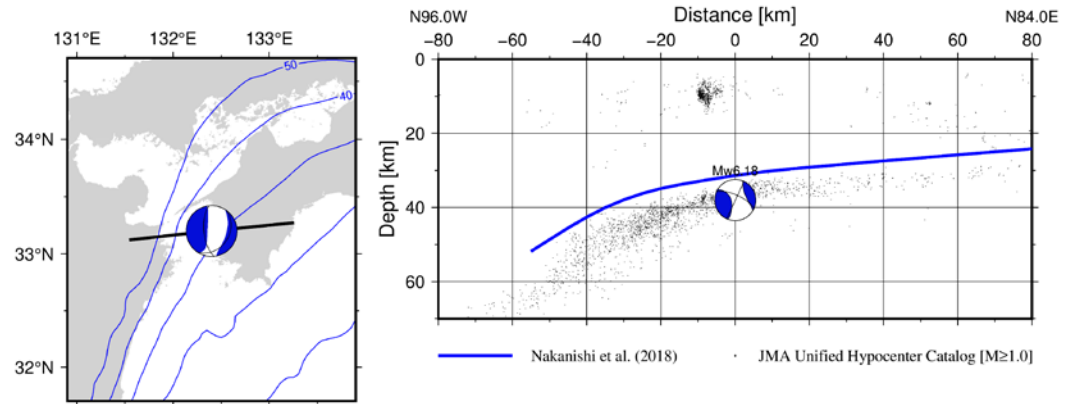 131°E 132°E 133°E
34°N
33°N
32°N
50
40
N96.0W Distance [km] N84.0E
−80 −60 −40 −20 0 20 40 60 80
Depth [km]
0
20
40
60
Mw6.18
Nakanishi et al. (2018)
JMA Unified Hypocenter Catalog [M≥1.0]